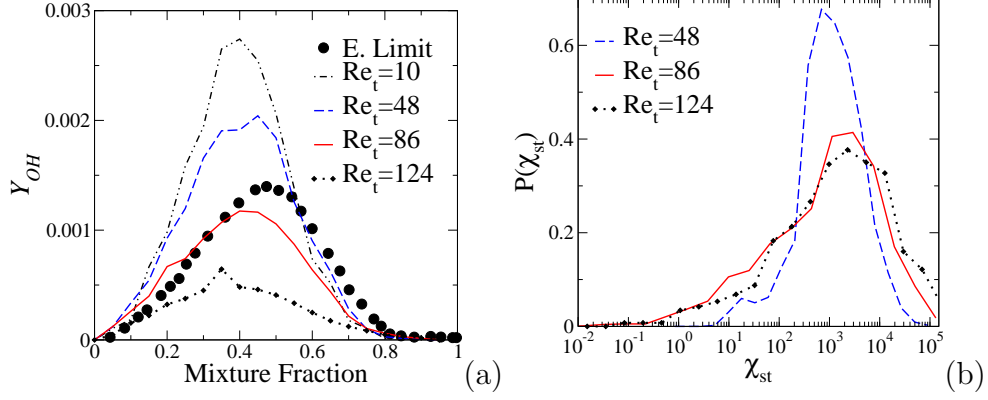 0.003
0.002
0.001
0
Y_OH
0
0.2
0.4
0.6
0.8
1
Mixture Fraction
E. Limit
Re_t=10
Re_t=48
Re_t=86
Re_t=124
(a)
0.6
0.4
0.2
0
P(χ_st)
Re_t=48
Re_t=86
Re_t=124
10^-2
10^-1
10^0
10^1
10^2
10^3
10^4
10^5
χ_st
(b)